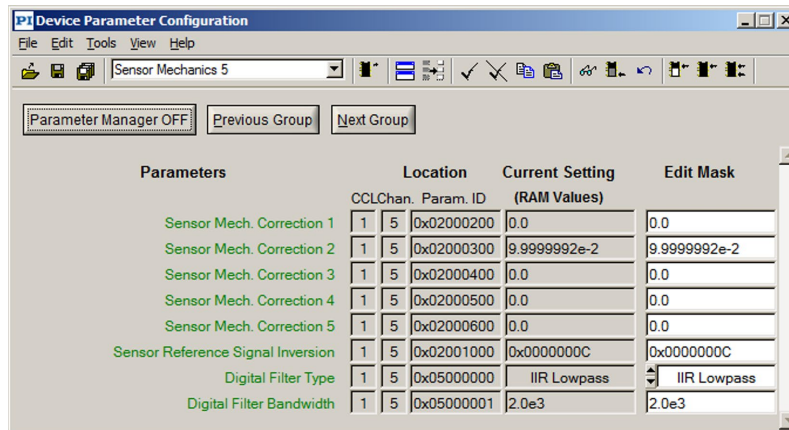 PI Device Parameter Configuration
File Edit Tools View Help
Sensor Mechanics 5
Parameter Manager OFF Previous Group Next Group
Parameters Location Current Setting Edit Mask
CCL Chan. Param. ID (RAM Values)
Sensor Mech. Correction 1 1 5 0x02000200 0.0 0.0
Sensor Mech. Correction 2 1 5 0x02000300 9.9999992e-2 9.9999992e-2
Sensor Mech. Correction 3 1 5 0x02000400 0.0 0.0
Sensor Mech. Correction 4 1 5 0x02000500 0.0 0.0
Sensor Mech. Correction 5 1 5 0x02000600 0.0 0.0
Sensor Reference Signal Inversion 1 5 0x02001000 0x0000000C 0x0000000C
Digital Filter Type 1 5 0x05000000 IIR Lowpass IIR Lowpass
Digital Filter Bandwidth 1 5 0x05000001 2.0e3 2.0e3